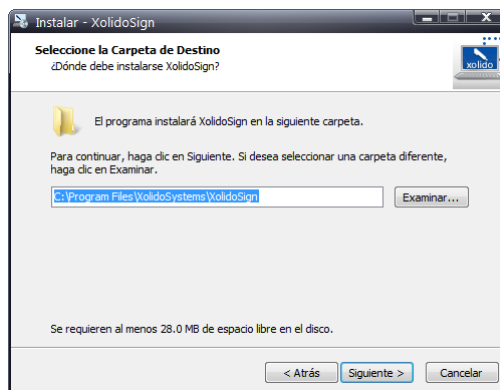 Instalar - XolidoSign
Seleccione la Carpeta de Destino
¿Dónde debe instalarse XolidoSign?
xolido
El programa instalará XolidoSign en la siguiente carpeta.
Para continuar, haga clic en Siguiente. Si desea seleccionar una carpeta diferente,
haga clic en Examinar.
C:\Program Files\XolidoSystems\XolidoSign
Examinar...
Se requieren al menos 28.0 MB de espacio libre en el disco.
< Atrás
Siguiente >
Cancelar